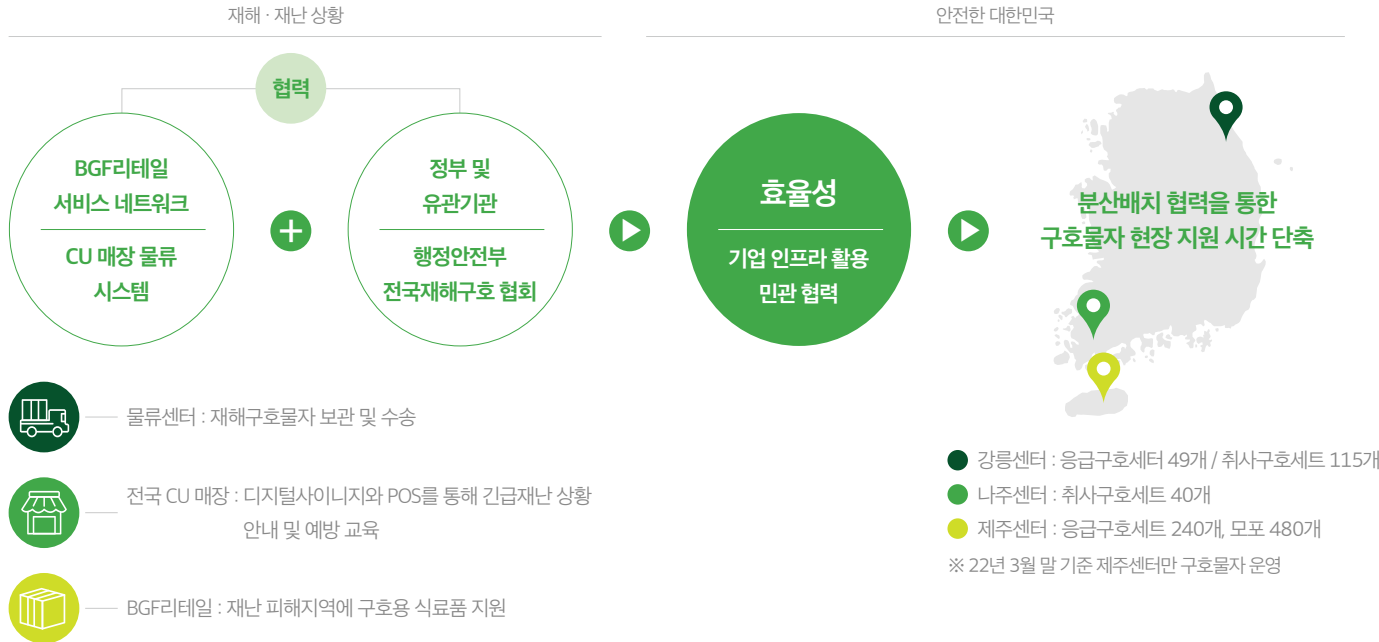 재해 · 재난 상황
안전한 대한민국
협력
BGF리테일
서비스 네트워크
CU 매장 물류
시스템
정부 및
유관기관
행정안전부
전국재해구호 협회
효율성
기업 인프라 활용
민관 협력
분산배치 협력을 통한
구호물자 현장 지원 시간 단축
물류센터 : 재해구호물자 보관 및 수송
전국 CU 매장 : 디지털사이니지와 POS를 통해 긴급재난 상황
안내 및 예방 교육
BGF리테일 : 재난 피해지역에 구호용 식료품 지원
강릉센터 : 응급구호세터 49개 / 취사구호세트 115개
나주센터 : 취사구호세트 40개
제주센터 : 응급구호세트 240개, 모포 480개
※ 22년 3월 말 기준 제주센터만 구호물자 운영